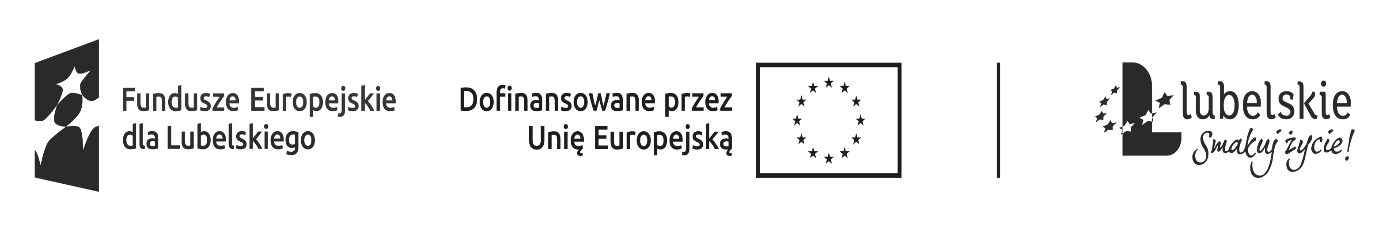 Fundusze Europejskie
dla Lubelskiego
Dofinansowane przez
Unię Europejską
lubelskie
Smakuj życie!